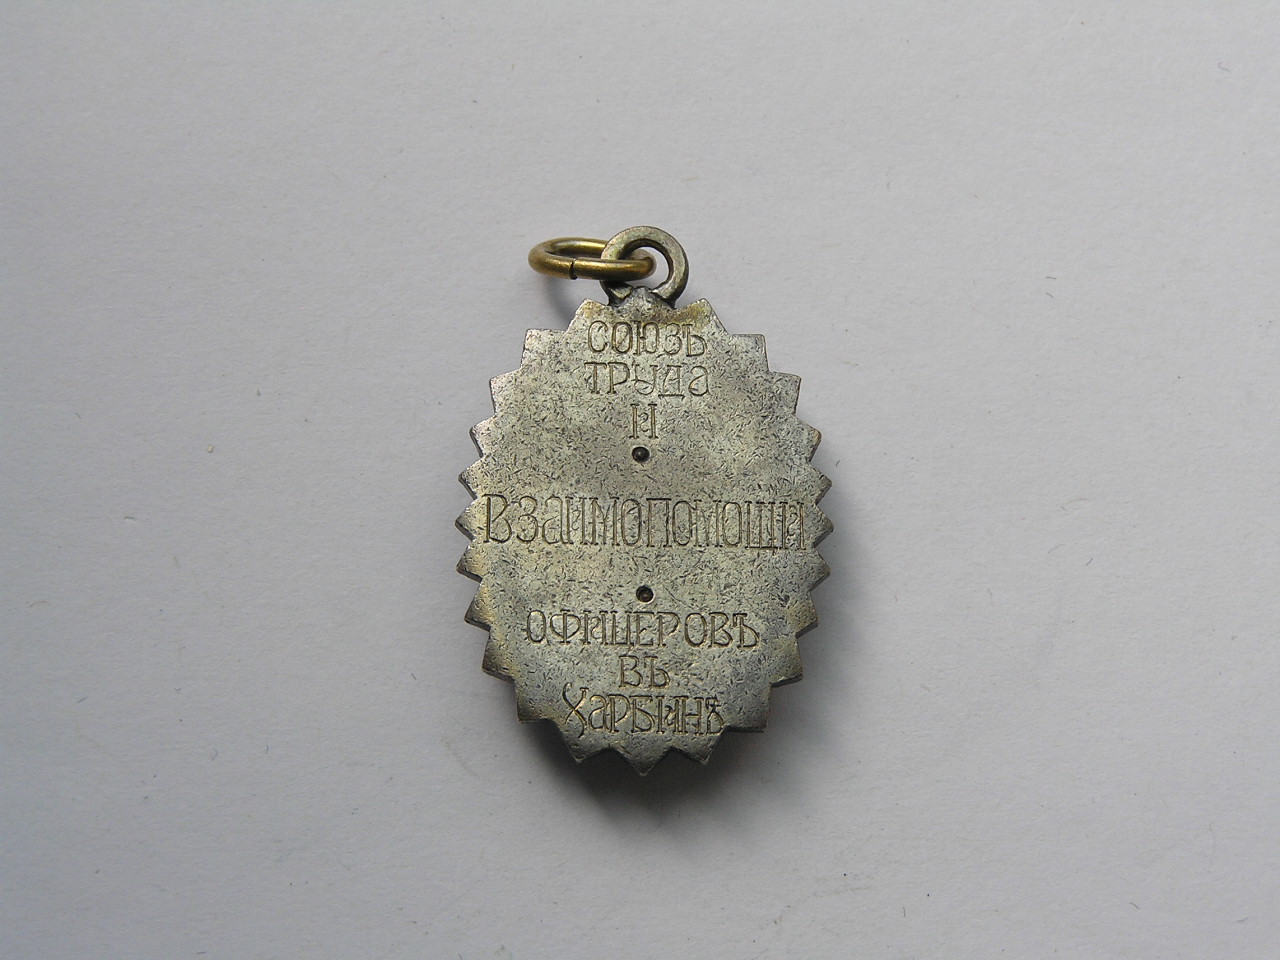 СОЮЗЪ
ТРУДА
И
ВЗАИМОПОМОЩИ
ОФИЦЕРОВЪ
ВЪ
ХАРБИНѢ